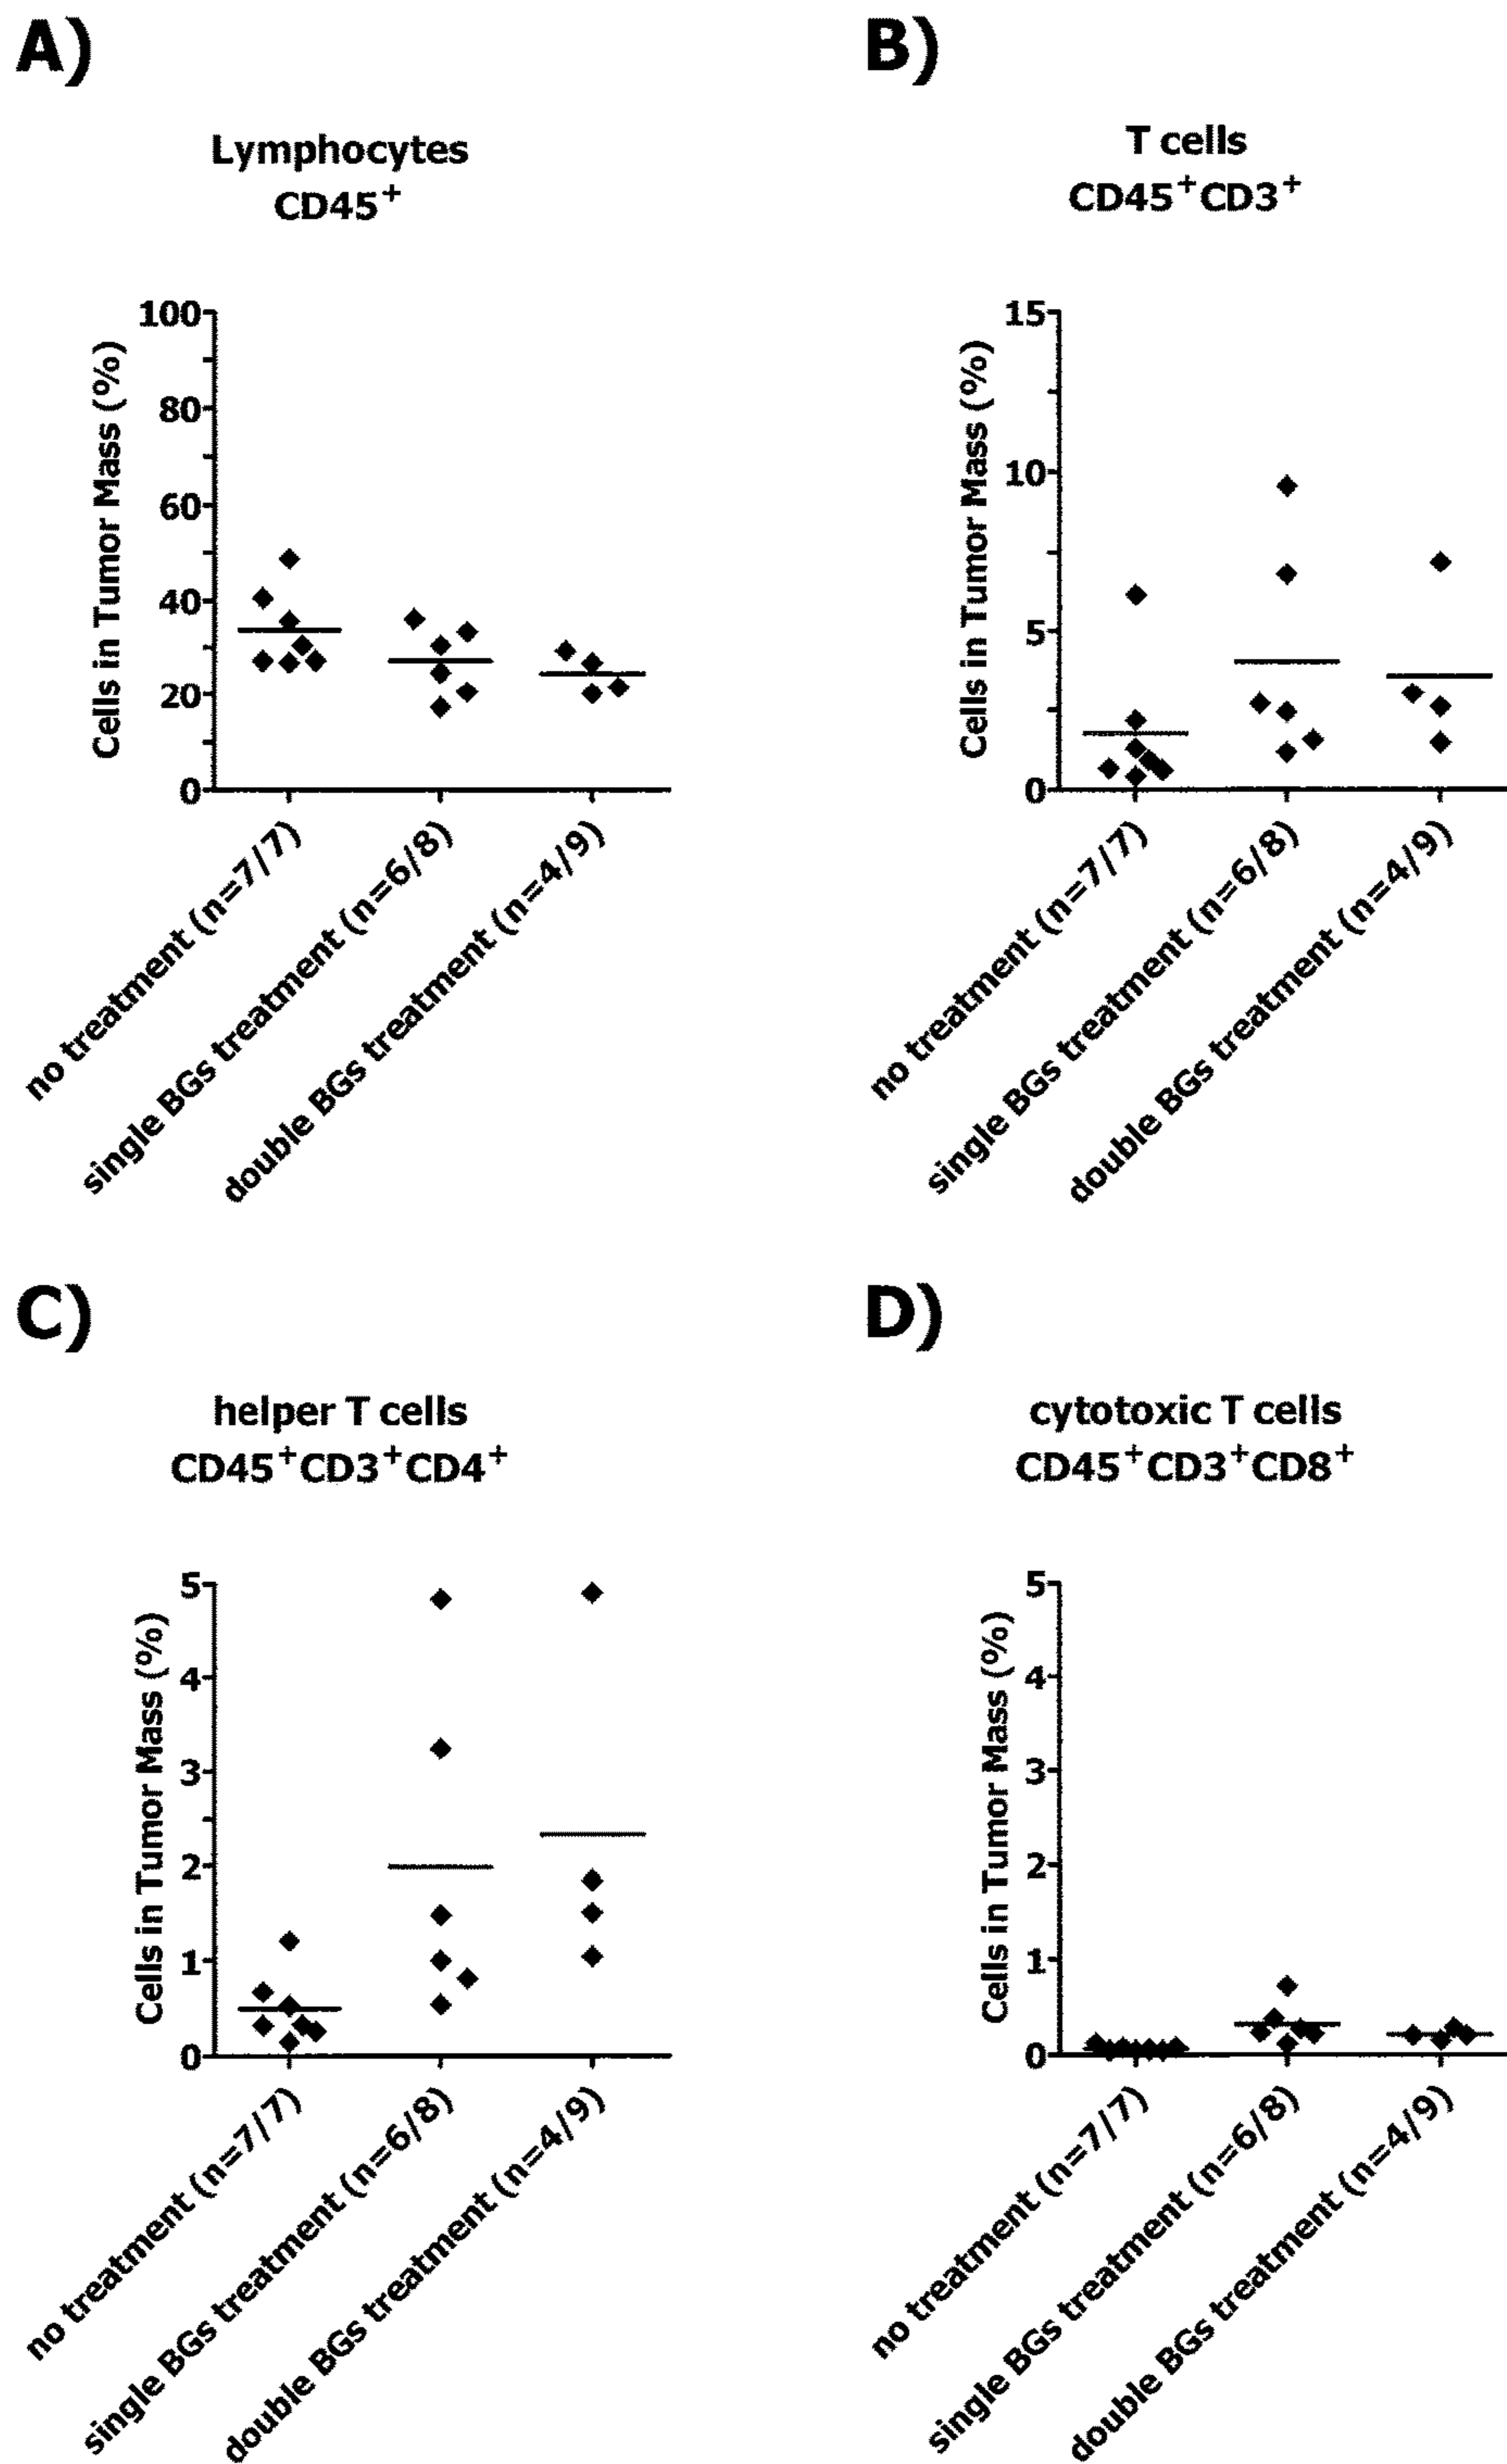 A)
Lymphocytes
CD45+
Cells in Tumor Mass (%)
100
80
60
40
20
0
no treatment (n=7/7)
single BGs treatment (n=6/8)
double BGs treatment (n=4/9)
B)
T cells
CD45+CD3+
Cells in Tumor Mass (%)
15
10
5
0
no treatment (n=7/7)
single BGs treatment (n=6/8)
double BGs treatment (n=4/9)
C)
helper T cells
CD45+CD3+CD4+
Cells in Tumor Mass (%)
5
4
3
2
1
0
no treatment (n=7/7)
single BGs treatment (n=6/8)
double BGs treatment (n=4/9)
D)
cytotoxic T cells
CD45+CD3+CD8+
Cells in Tumor Mass (%)
5
4
3
2
1
0
no treatment (n=7/7)
single BGs treatment (n=6/8)
double BGs treatment (n=4/9)